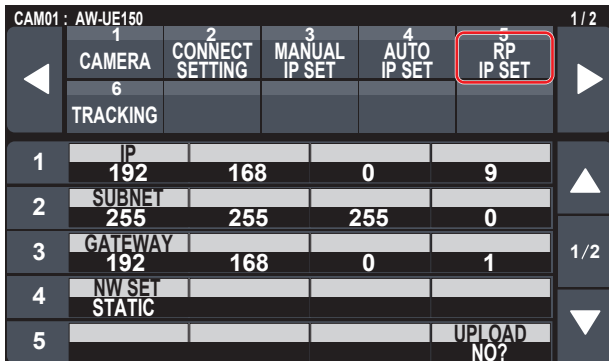 CAM01 : AW-UE150 1 / 2
1 2 3 4 5
CAMERA CONNECT SETTING MANUAL IP SET AUTO IP SET RP IP SET
6
TRACKING
IP
1 192 168 0 9
SUBNET
2 255 255 255 0
GATEWAY
3 192 168 0 1
1/2
NW SET
4 STATIC
UPLOAD
5 NO?